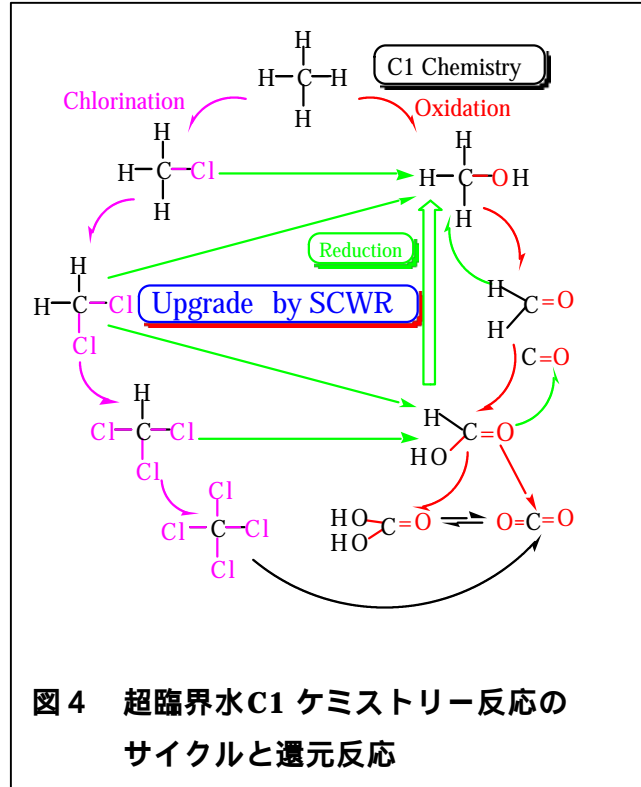 H
H C H
H
C1 Chemistry
Chlorination
Oxidation
H
H C Cl
H
H
H C O H
H
Reduction
H
H C Cl
Cl
Upgrade by SCWR
H
C=O
H
C=O
H
Cl C Cl
Cl
H
C=O
HO
Cl
Cl C Cl
Cl
HO
C=O
HO
O=C=O
図４ 超臨界水C1 ケミストリー反応の
サイクルと還元反応